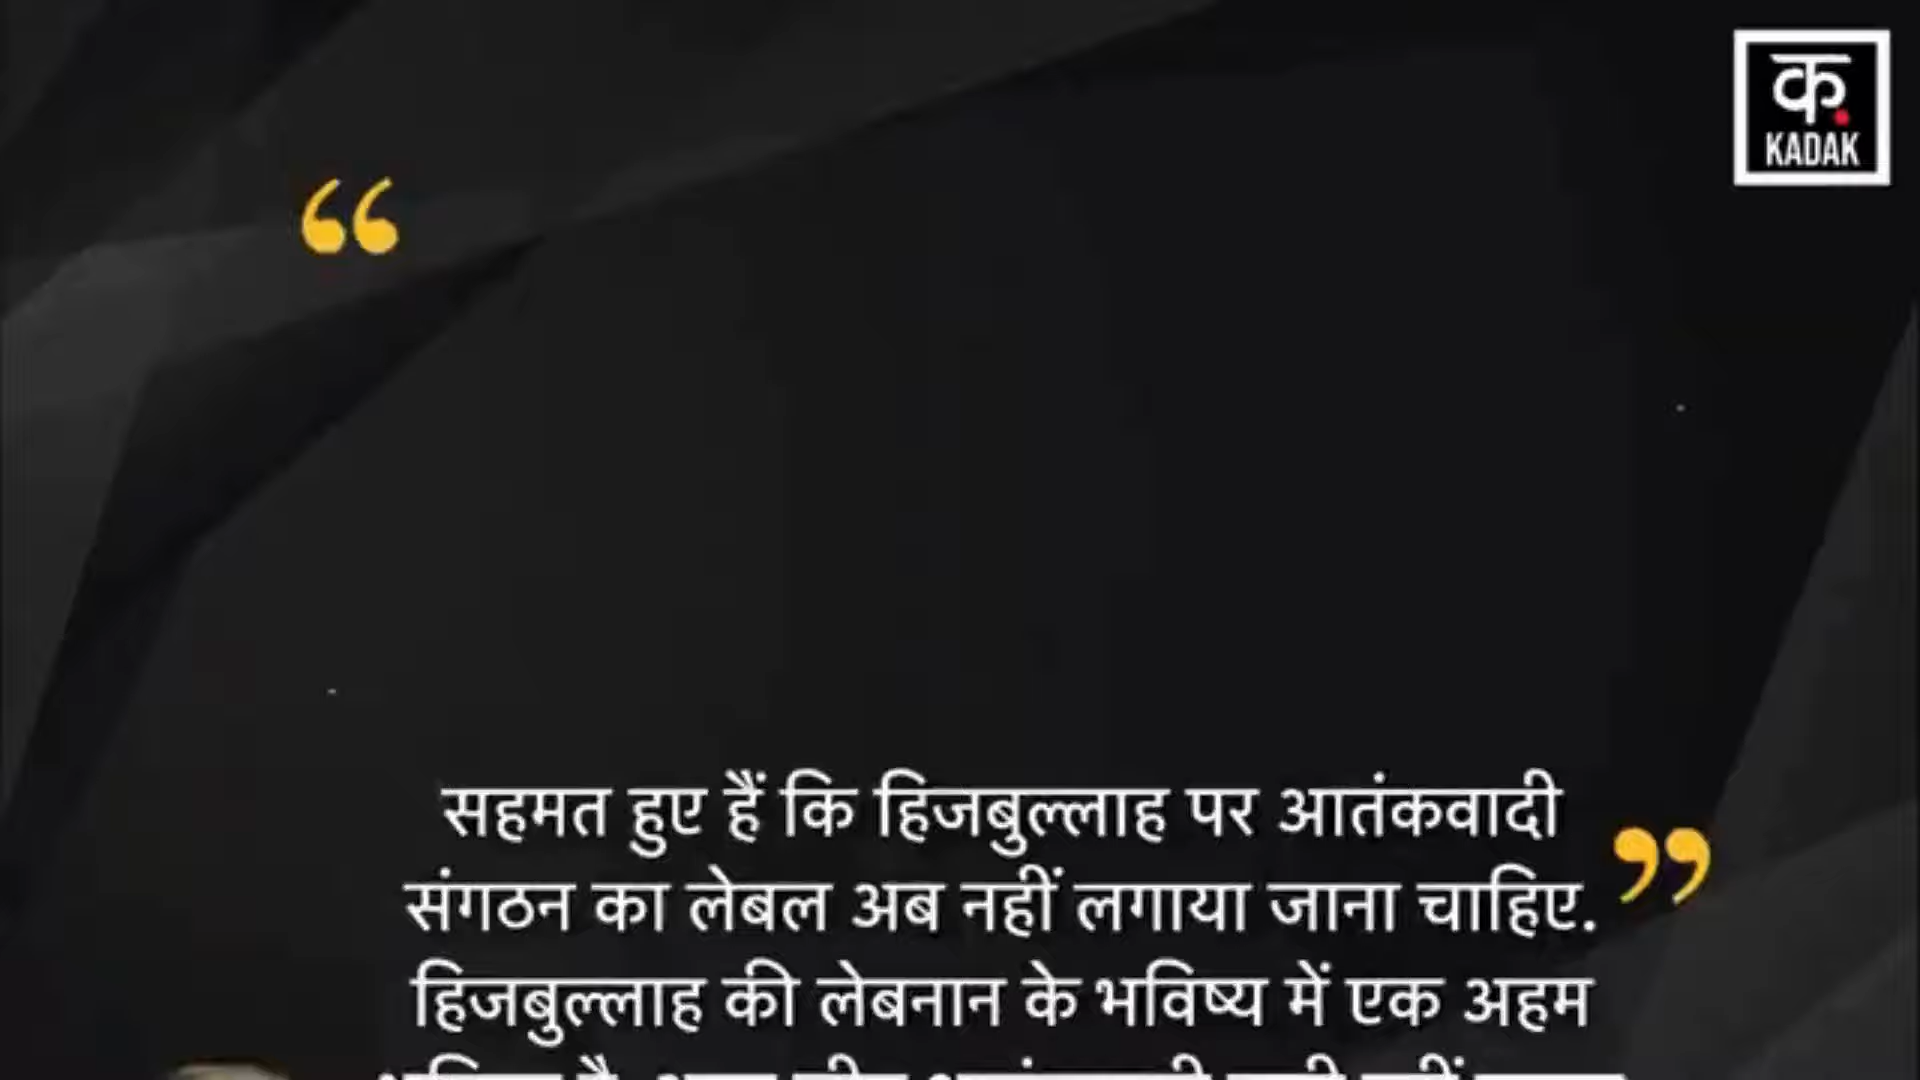 क
KADAK
सहमत हुए हैं कि हिजबुल्लाह पर आतंकवादी
संगठन का लेबल अब नहीं लगाया जाना चाहिए.
हिजबुल्लाह की लेबनान के भविष्य में एक अहम